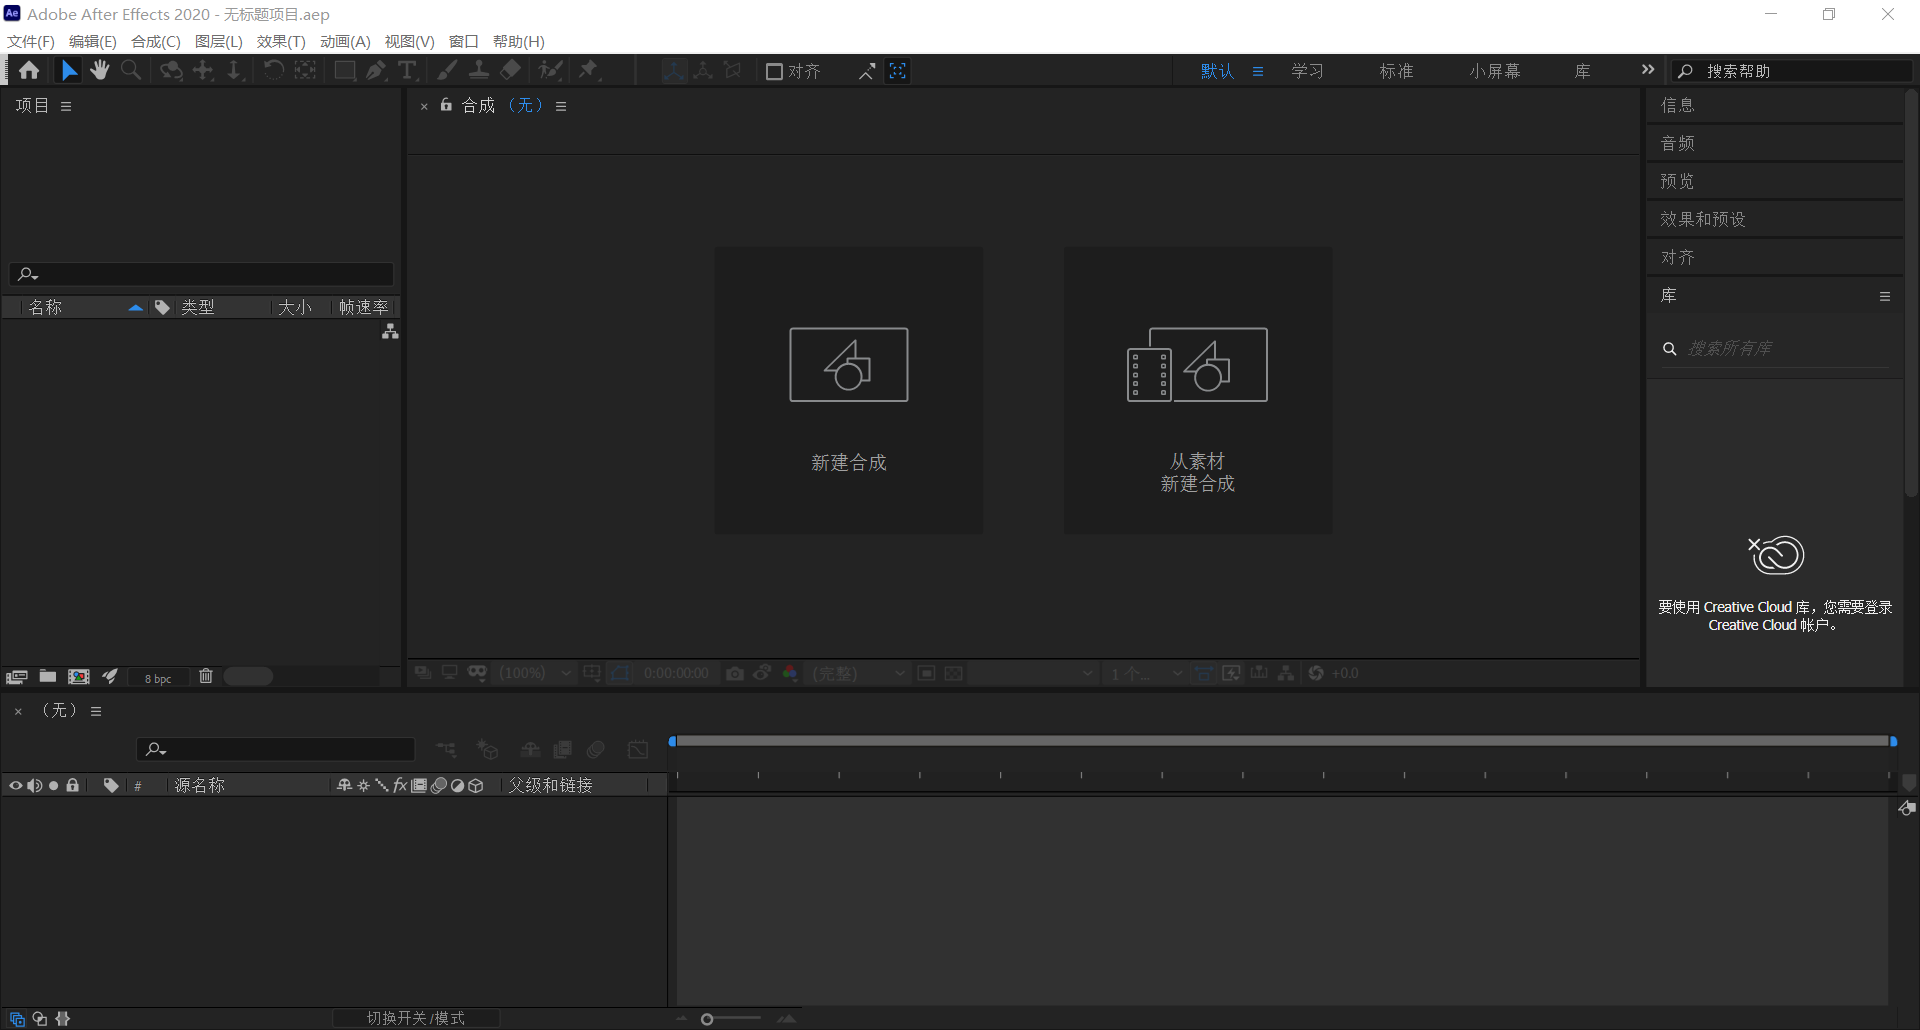 Adobe After Effects 2020 - 无标题项目.aep
文件(F) 编辑(E) 合成(C) 图层(L) 效果(T) 动画(A) 视图(V) 窗口 帮助(H)
对齐 默认 学习 标准 小屏幕 库 搜索帮助
项目
合成 （无）
信息
音频
预览
效果和预设
对齐
库
搜索所有库
名称 类型 大小 帧速率
新建合成
从素材
新建合成
要使用 Creative Cloud 库，您需要登录
Creative Cloud 帐户。
8 bpc
(100%) 0:00:00:00 (完整) 1 个... +0.0
（无）
# 源名称 父级和链接
切换开关/模式